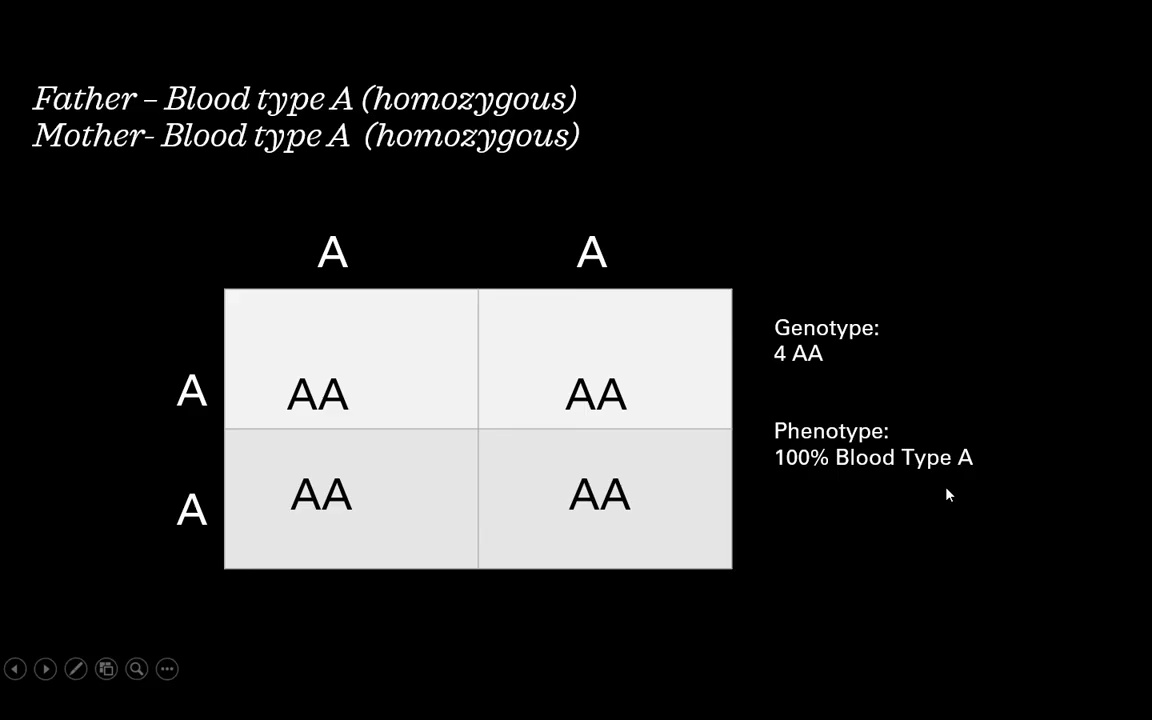 Father – Blood type A (homozygous)
Mother- Blood type A (homozygous)
A A
A AA AA
A AA AA
Genotype:
4 AA
Phenotype:
100% Blood Type A